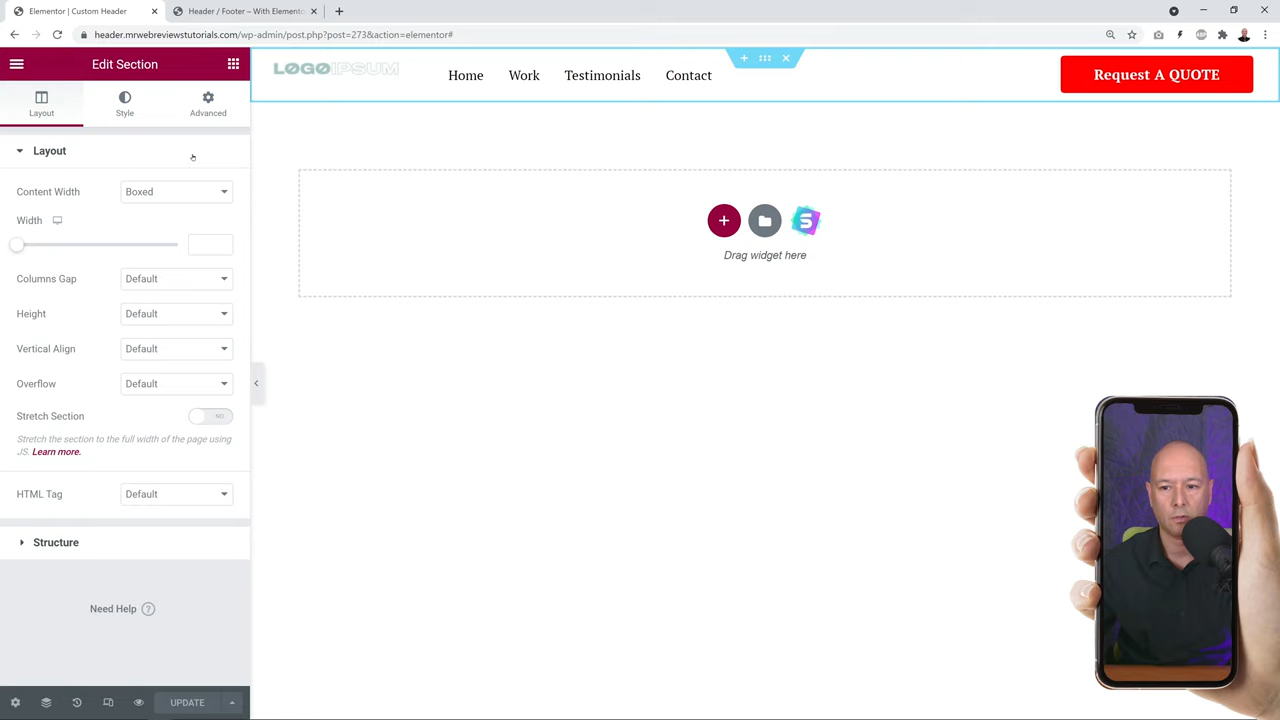 Elementor | Custom Header
Header / Footer – With Elemento
header.mrwebreviewstutorials.com/wp-admin/post.php?post=273&action=elementor#
Edit Section
LOGOIPSUM
Home
Work
Testimonials
Contact
Request A QUOTE
Layout
Style
Advanced
Layout
Content Width
Boxed
Width
Columns Gap
Default
Height
Default
Vertical Align
Default
Overflow
Default
Stretch Section
NO
Stretch the section to the full width of the page using
JS. Learn more.
HTML Tag
Default
Structure
Need Help ?
UPDATE
Drag widget here